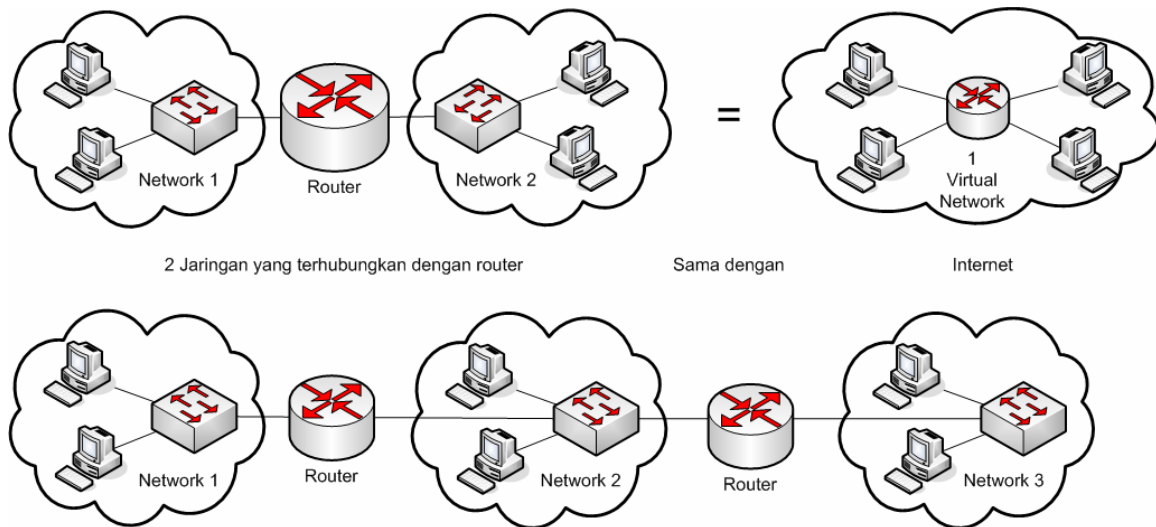 Network 1
Router
Network 2
=
1
Virtual
Network
2 Jaringan yang terhubungkan dengan router
Sama dengan
Internet
Network 1
Router
Network 2
Router
Network 3